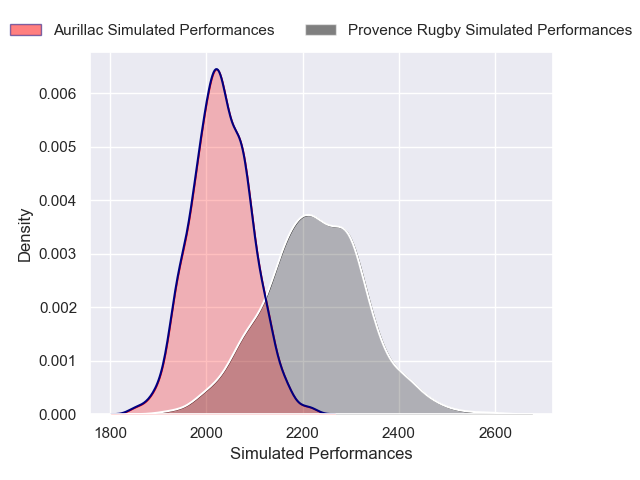 Aurillac Simulated Performances Provence Rugby Simulated Performances
0.006
0.005
0.004
0.003
0.002
0.001
0.000
Density
1800 2000 2200 2400 2600
Simulated Performances